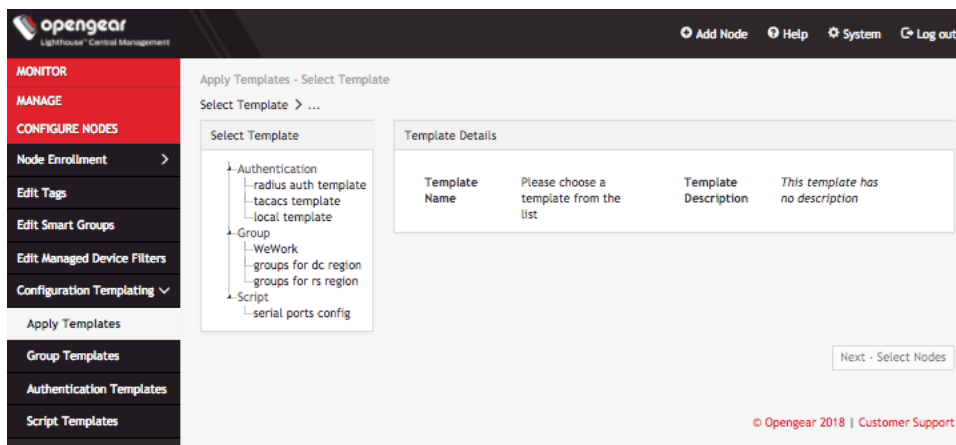 opengear
Lighthouse™ Central Management
Add Node
Help
System
Log out
MONITOR
MANAGE
CONFIGURE NODES
Node Enrollment
Edit Tags
Edit Smart Groups
Edit Managed Device Filters
Configuration Templating
Apply Templates
Group Templates
Authentication Templates
Script Templates
Apply Templates - Select Template
Select Template > ...
Select Template
Authentication
radius auth template
tacacs template
local template
Group
WeWork
groups for dc region
groups for rs region
Script
serial ports config
Template Details
Template
Name
Please choose a
template from the
list
Template
Description
This template has
no description
Next - Select Nodes
© Opengear 2018 | Customer Support